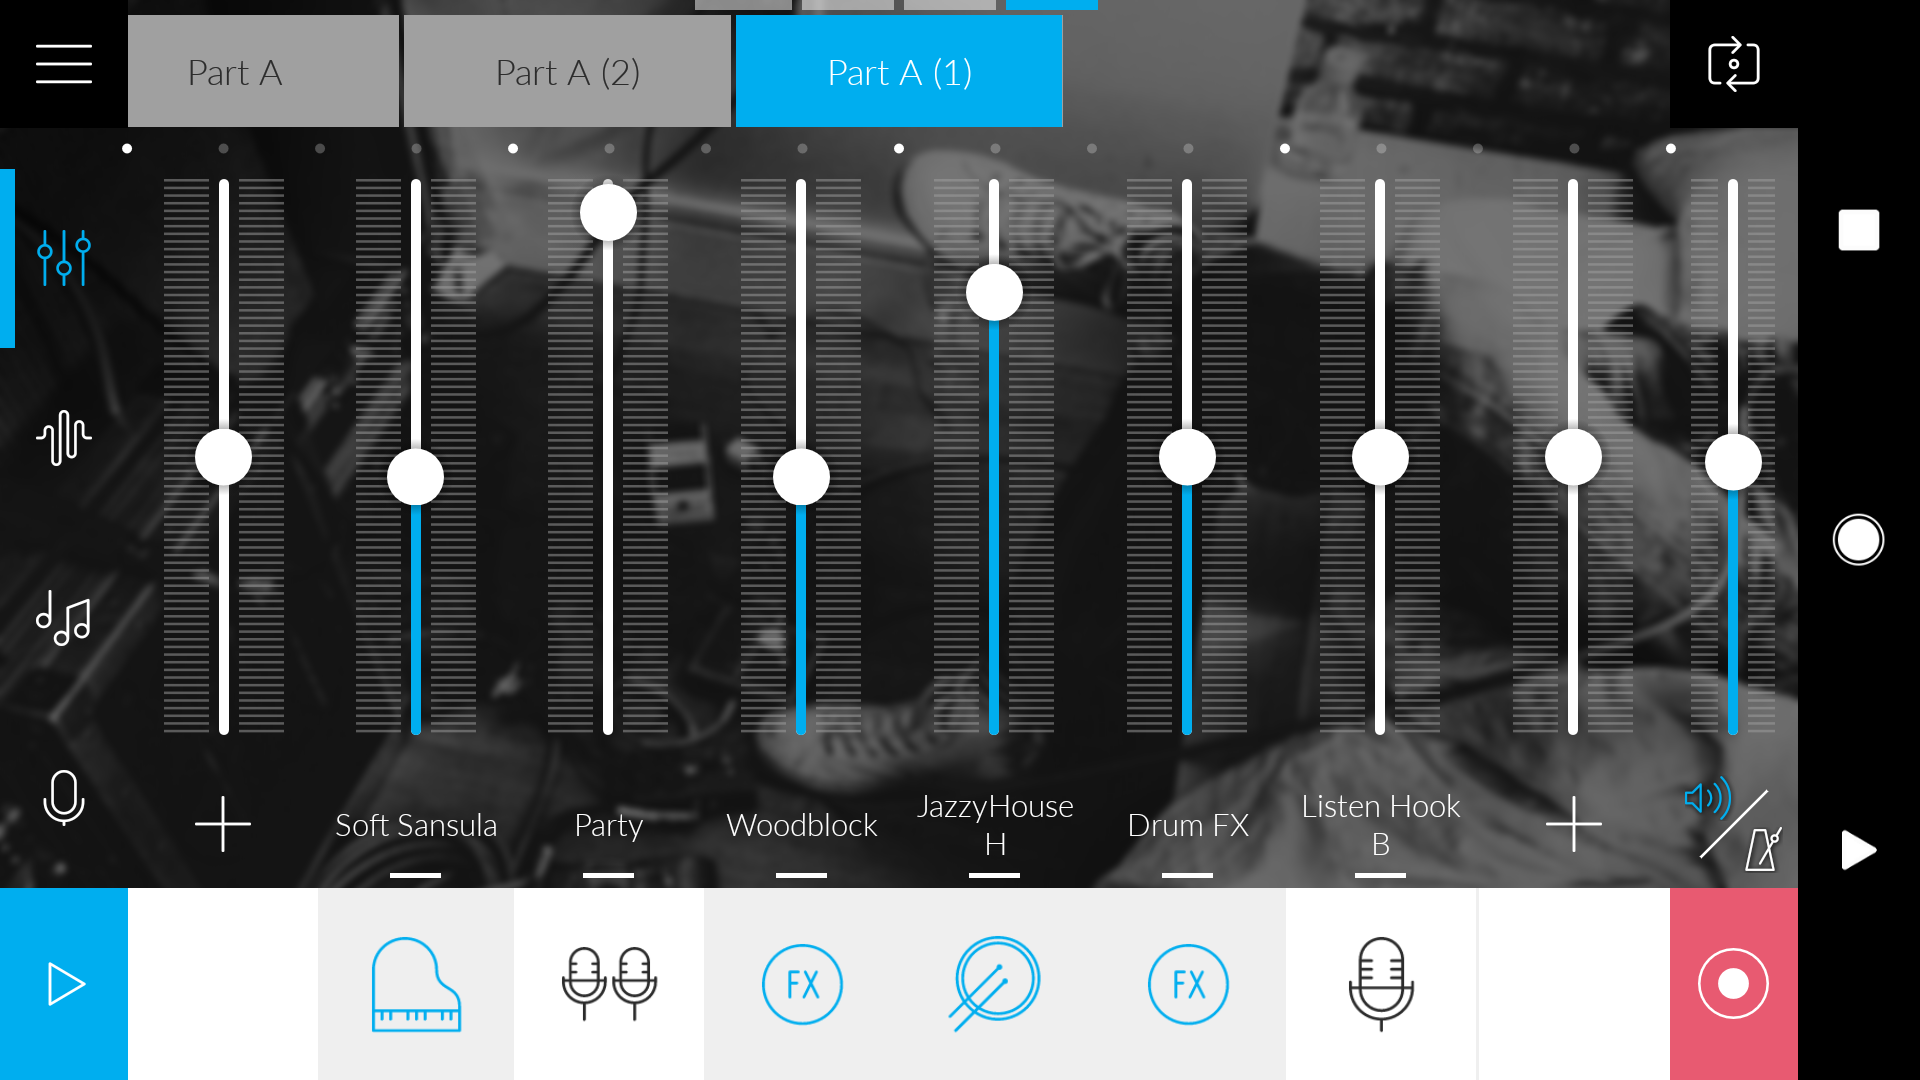 Part A
Part A (2)
Part A (1)
Soft Sansula
Party
Woodblock
JazzyHouse
H
Drum FX
Listen Hook
B
FX
FX